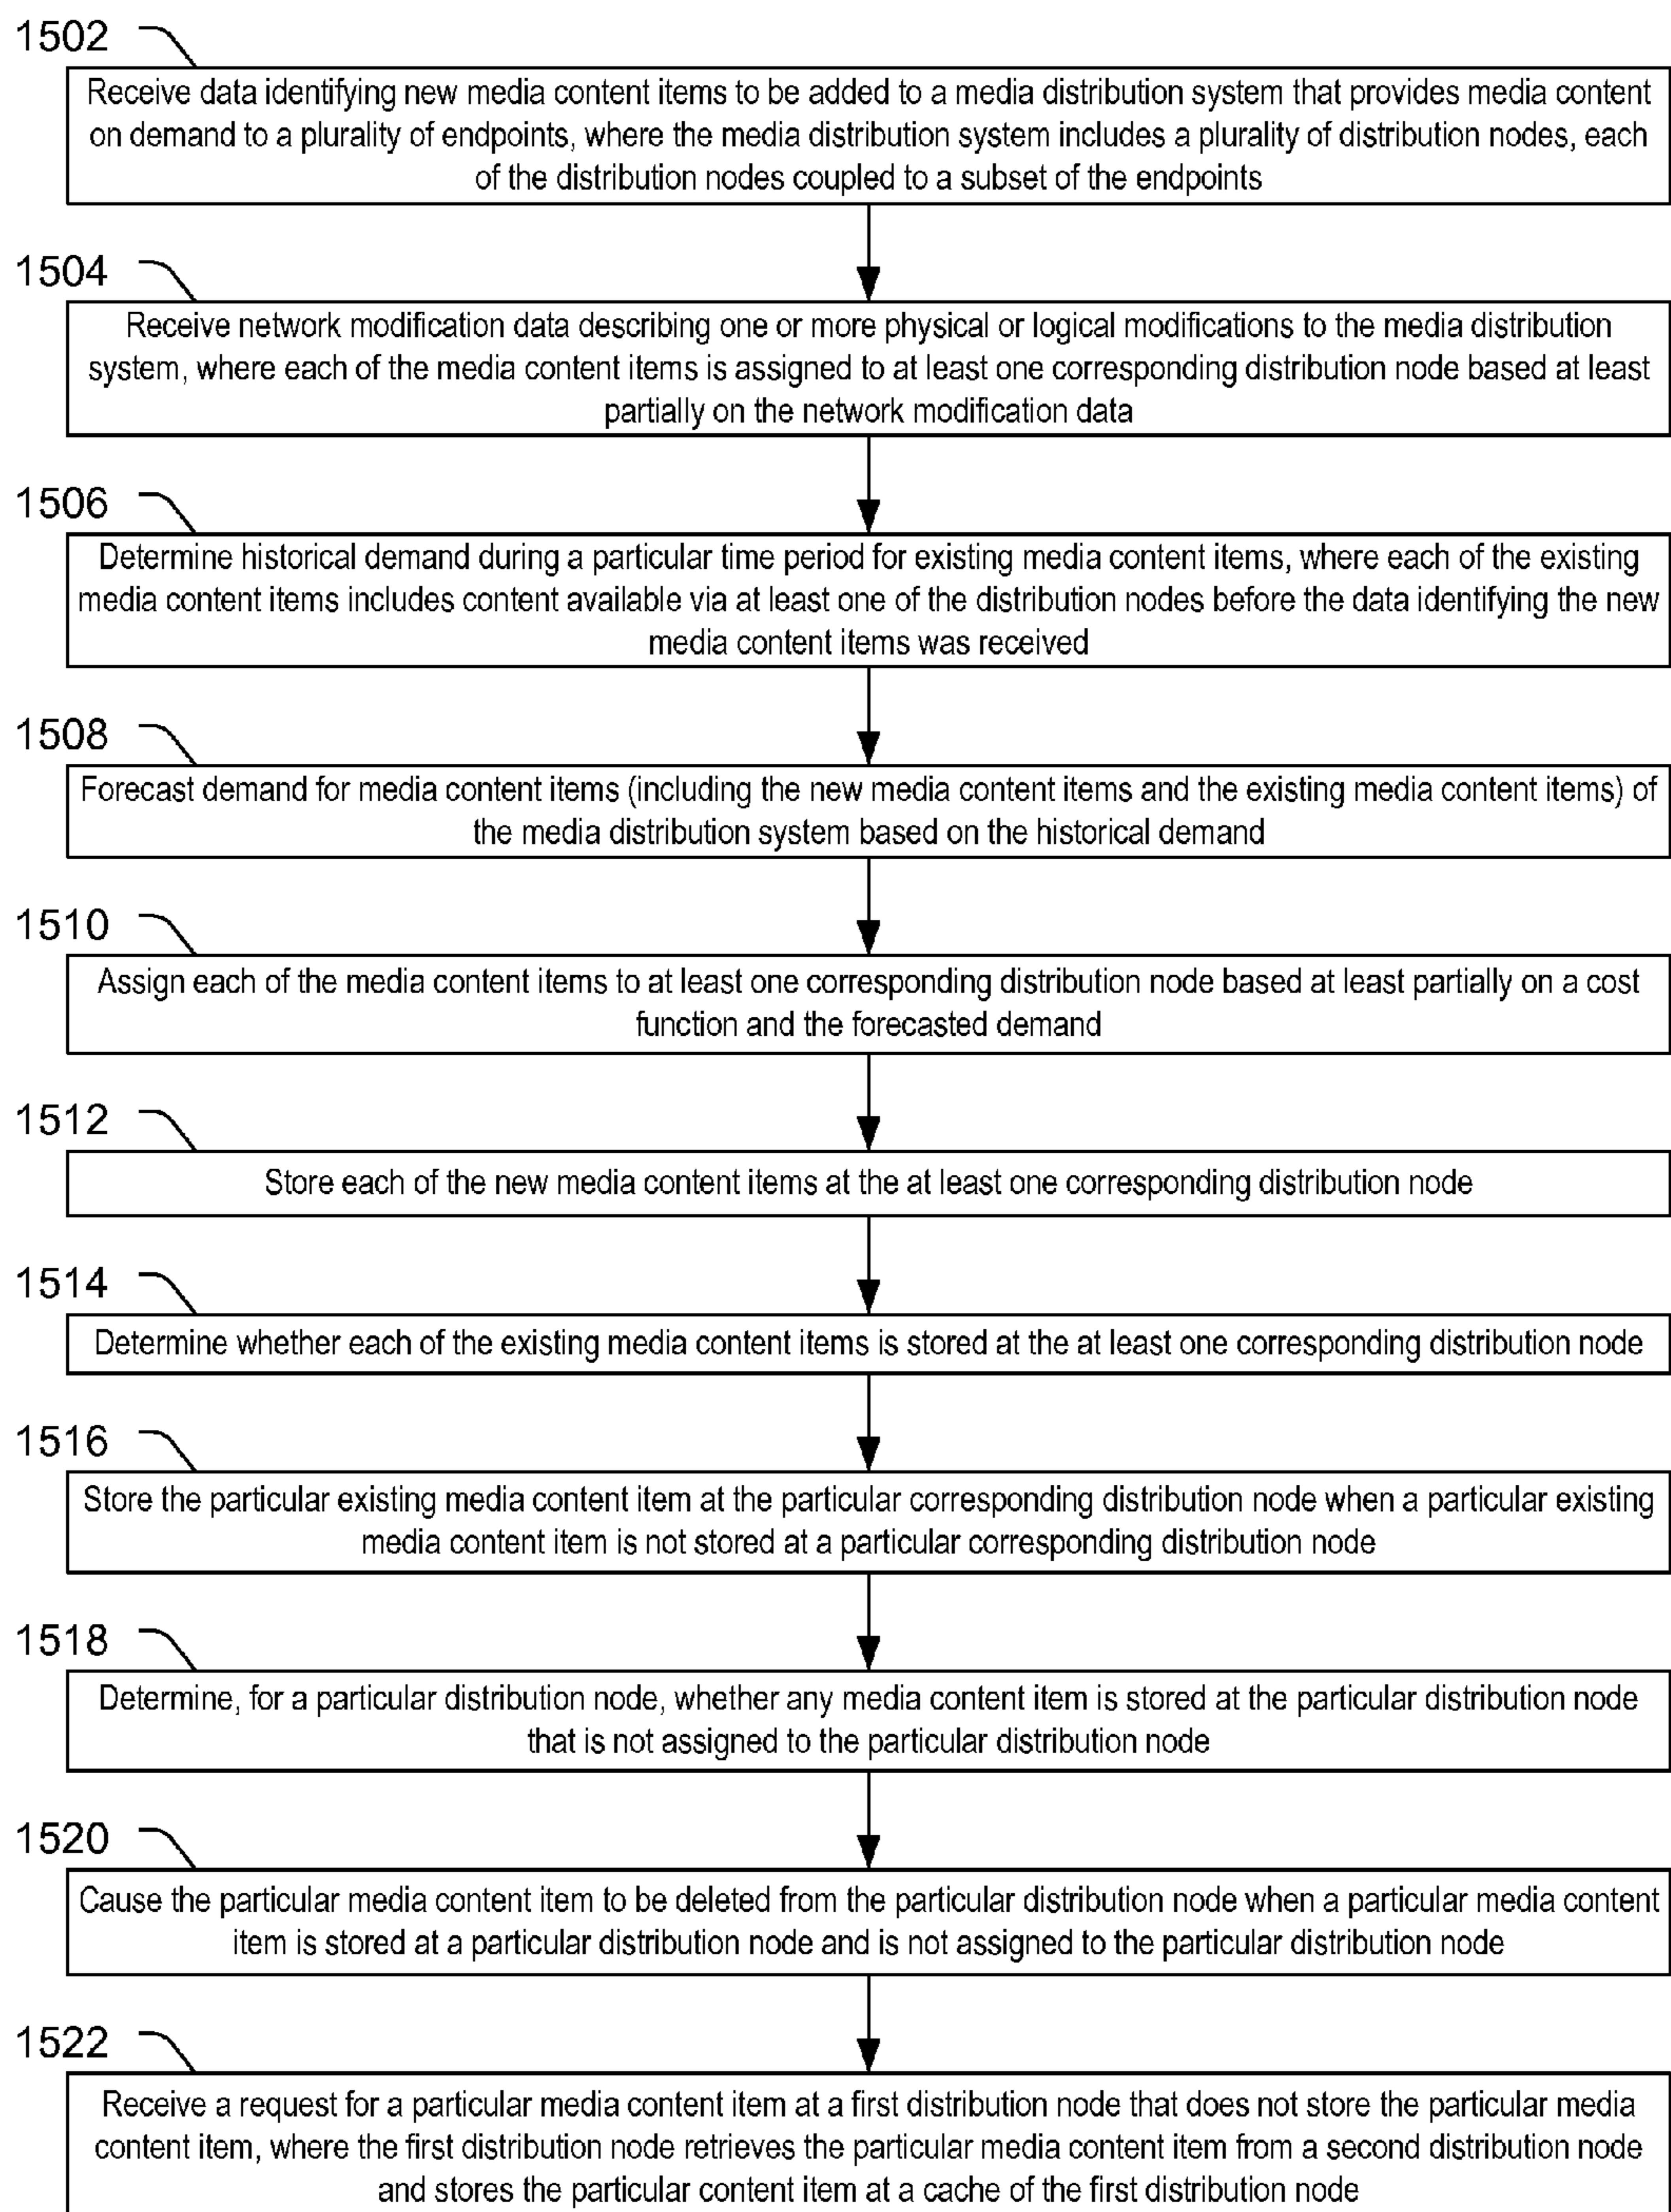 1502
Receive data identifying new media content items to be added to a media distribution system that provides media content
on demand to a plurality of endpoints, where the media distribution system includes a plurality of distribution nodes, each
of the distribution nodes coupled to a subset of the endpoints
1504
Receive network modification data describing one or more physical or logical modifications to the media distribution
system, where each of the media content items is assigned to at least one corresponding distribution node based at least
partially on the network modification data
1506
Determine historical demand during a particular time period for existing media content items, where each of the existing
media content items includes content available via at least one of the distribution nodes before the data identifying the new
media content items was received
1508
Forecast demand for media content items (including the new media content items and the existing media content items) of
the media distribution system based on the historical demand
1510
Assign each of the media content items to at least one corresponding distribution node based at least partially on a cost
function and the forecasted demand
1512
Store each of the new media content items at the at least one corresponding distribution node
1514
Determine whether each of the existing media content items is stored at the at least one corresponding distribution node
1516
Store the particular existing media content item at the particular corresponding distribution node when a particular existing
media content item is not stored at a particular corresponding distribution node
1518
Determine, for a particular distribution node, whether any media content item is stored at the particular distribution node
that is not assigned to the particular distribution node
1520
Cause the particular media content item to be deleted from the particular distribution node when a particular media content
item is stored at a particular distribution node and is not assigned to the particular distribution node
1522
Receive a request for a particular media content item at a first distribution node that does not store the particular media
content item, where the first distribution node retrieves the particular media content item from a second distribution node
and stores the particular content item at a cache of the first distribution node